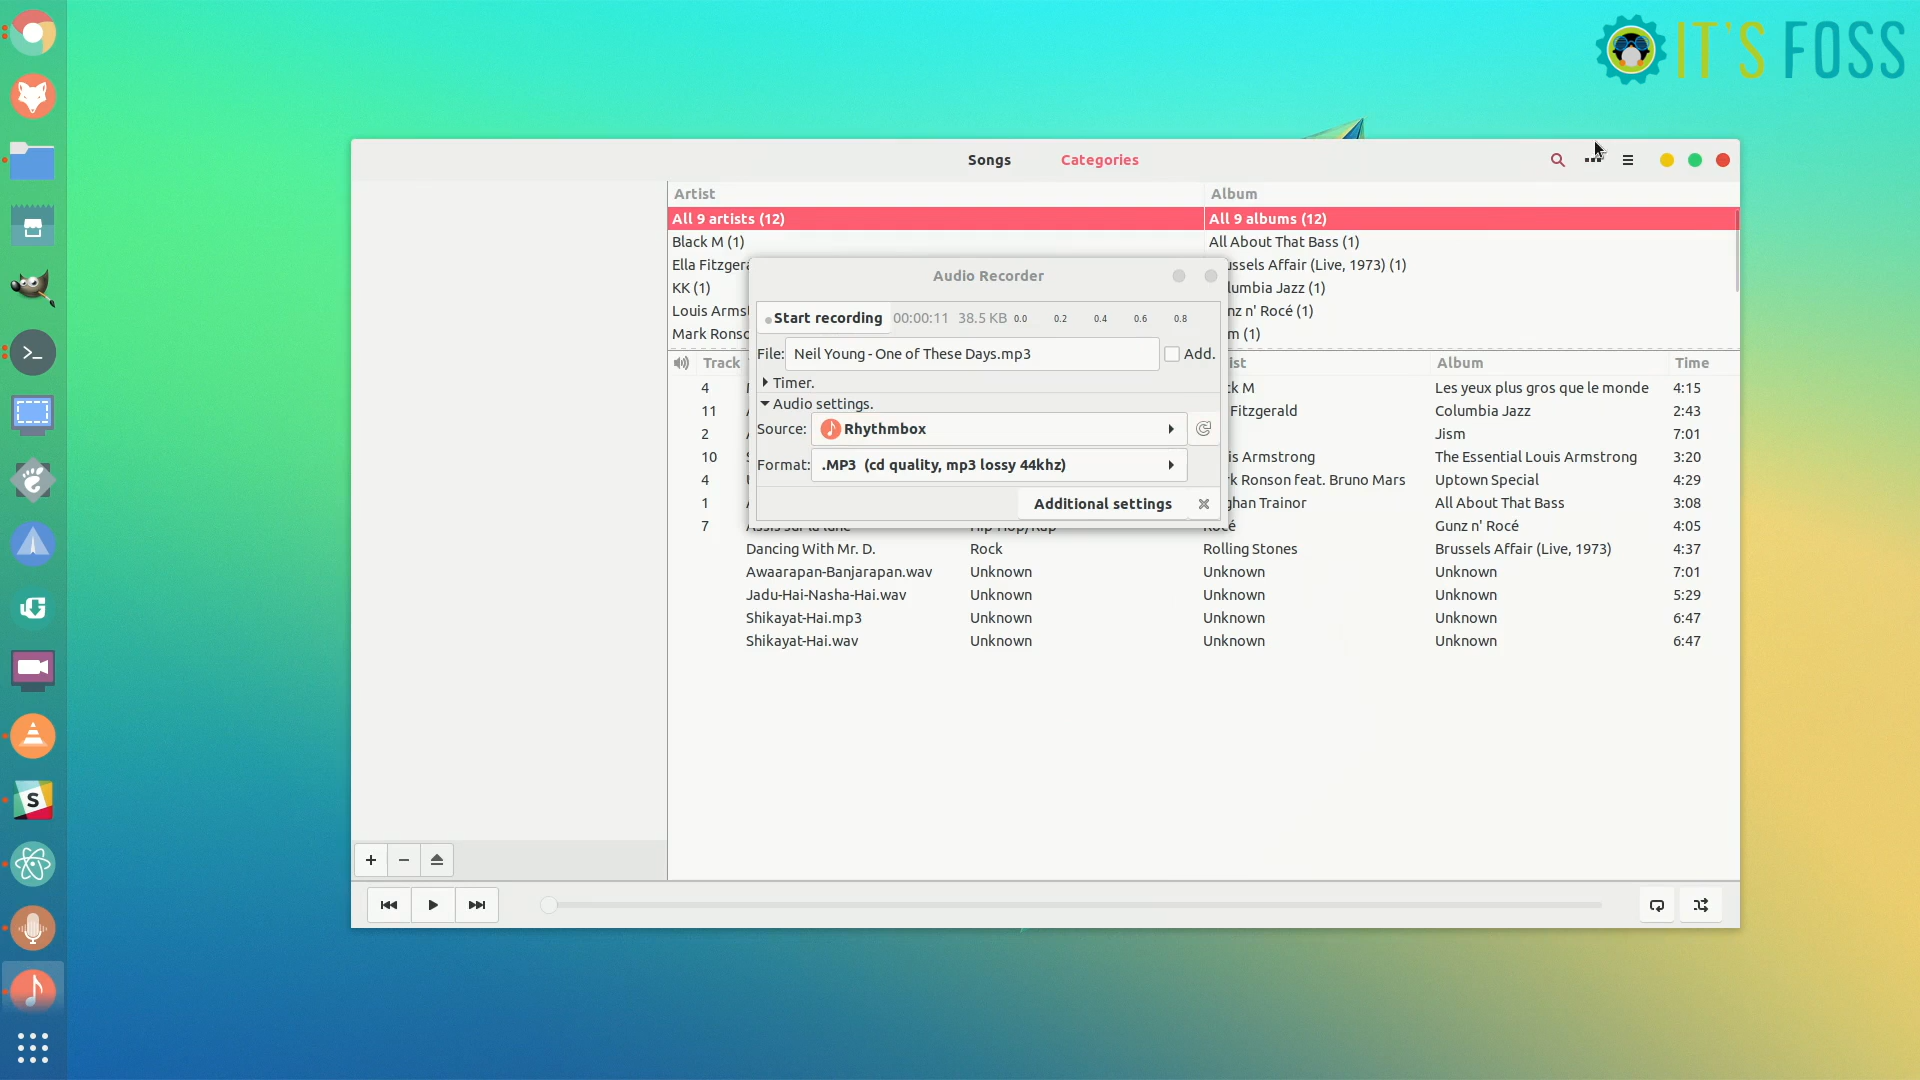 IT'S FOSS
Songs Categories
Artist Album
All 9 artists (12) All 9 albums (12)
Black M (1) All About That Bass (1)
Ella Fitzgera ussels Affair (Live, 1973) (1)
Audio Recorder
KK (1) lumbia Jazz (1)
Louis Arms nz n' Rocé (1)
Start recording 00:00:11 38.5 KB 0.0 0.2 0.4 0.6 0.8
Mark Rons m (1)
File: Neil Young - One of These Days.mp3 Add.
Track ist Album Time
Timer.
4 k M Les yeux plus gros que le monde 4:15
Audio settings.
11 Fitzgerald Columbia Jazz 2:43
Source: Rhythmbox
2 Jism 7:01
10 is Armstrong The Essential Louis Armstrong 3:20
Format: .MP3 (cd quality, mp3 lossy 44khz)
4 k Ronson feat. Bruno Mars Uptown Special 4:29
1 ghan Trainor All About That Bass 3:08
Additional settings
7 Gunz n' Rocé 4:05
Dancing With Mr. D. Rock Rolling Stones Brussels Affair (Live, 1973) 4:37
Awaarapan-Banjarapan.wav Unknown Unknown Unknown 7:01
Jadu-Hai-Nasha-Hai.wav Unknown Unknown Unknown 5:29
Shikayat-Hai.mp3 Unknown Unknown Unknown 6:47
Shikayat-Hai.wav Unknown Unknown Unknown 6:47